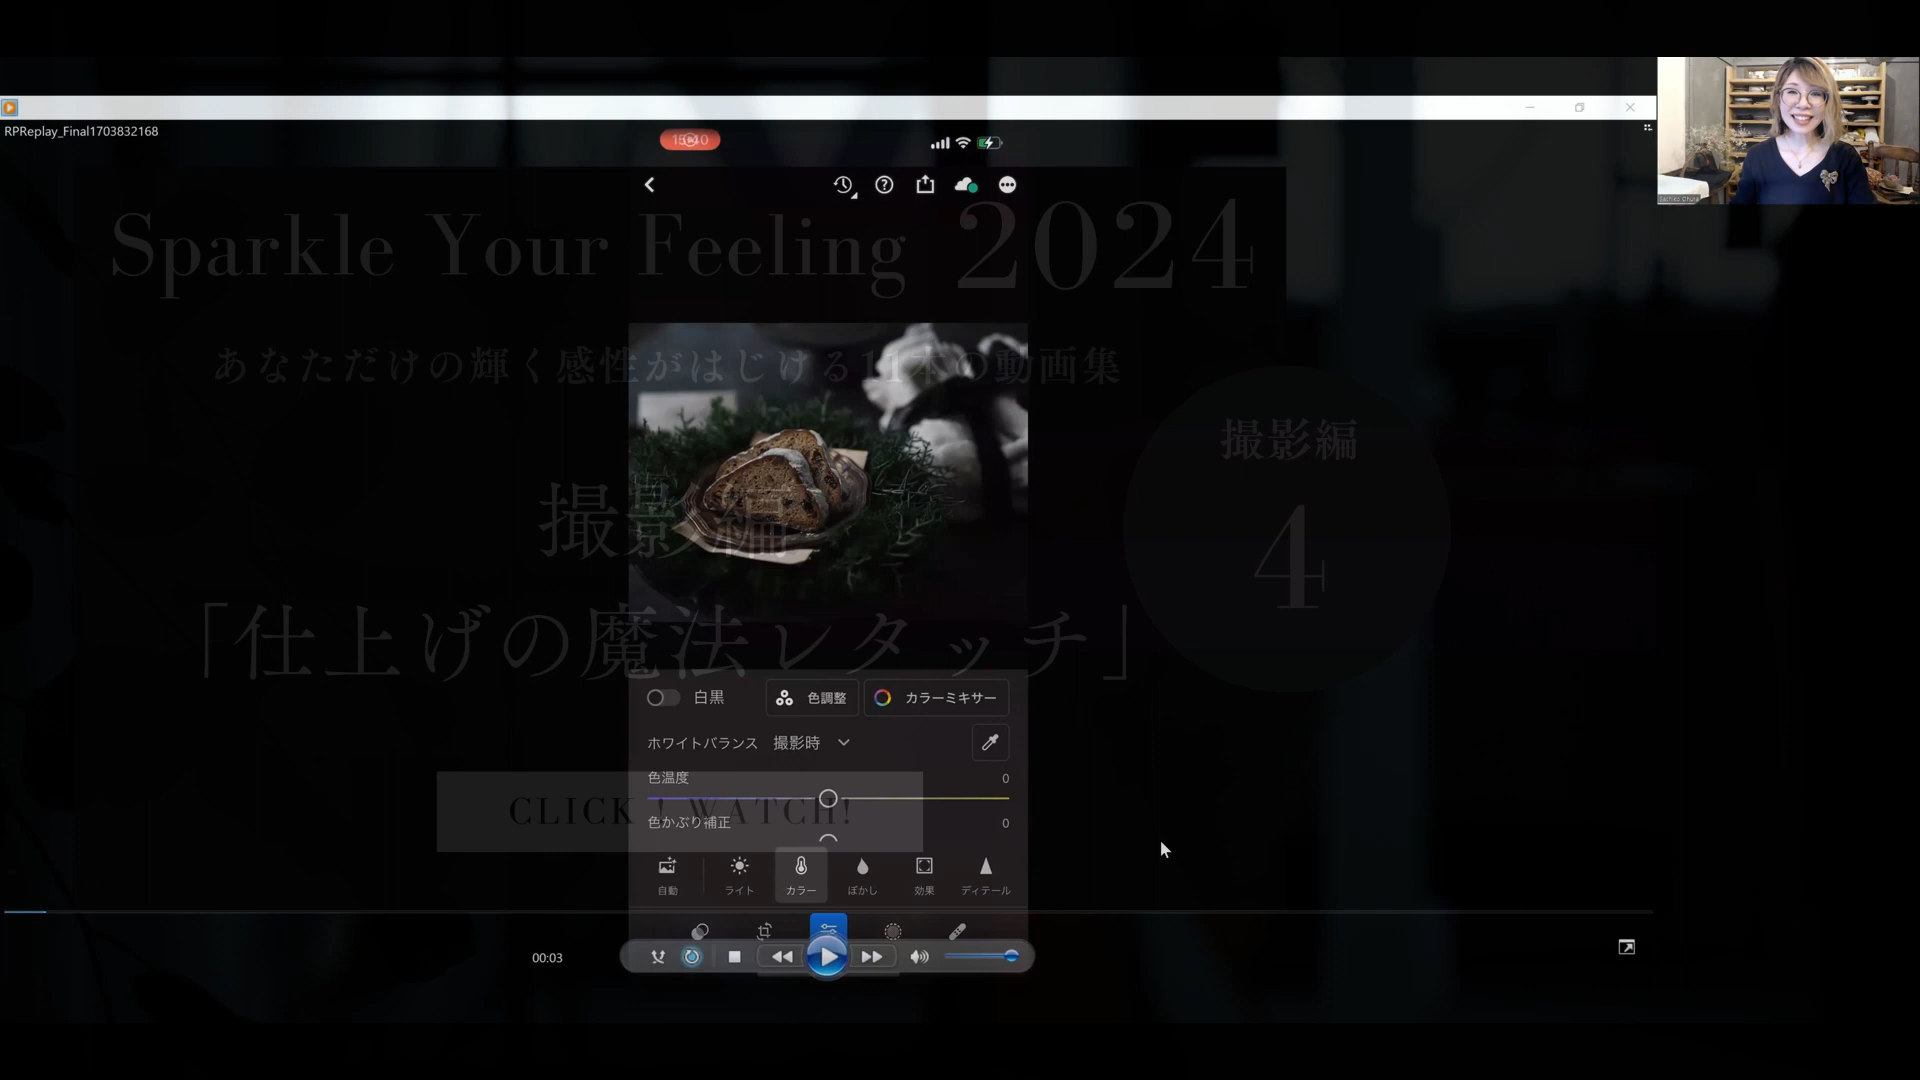 RPReplay_Final1703832168
15:40
Sparkle Your Feeling 2024
あなただけの輝く感性がはじける11本の動画集
撮影編
4
撮影編
「仕上げの魔法レタッチ」
白黒
色調整
カラーミキサー
ホワイトバランス 撮影時
色温度 0
CLICK ! WATCH!
色かぶり補正 0
自動 ライト カラー ぼかし 効果 ディテール
00:03